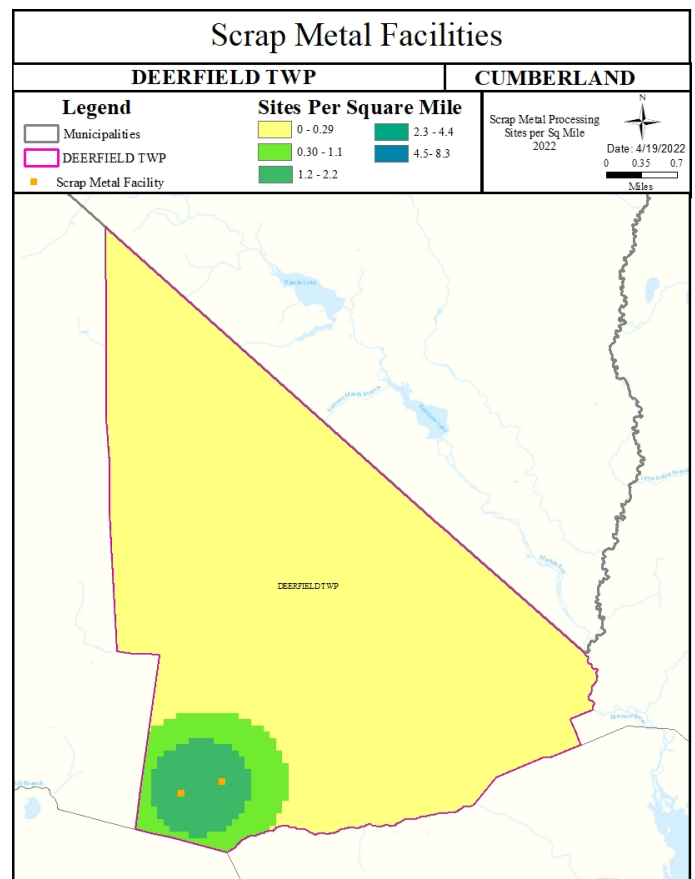 Scrap Metal Facilities
DEERFIELD TWP
CUMBERLAND
Legend
Municipalities
DEERFIELD TWP
Scrap Metal Facility
Sites Per Square Mile
0 - 0.29
0.30 - 1.1
1.2 - 2.2
2.3 - 4.4
4.5- 8.3
Scrap Metal Processing
Sites per Sq Mile
2022
N
Date: 4/19/2022
0 0.35 0.7
Miles
Rainbow Lake
DEERFIELD TWP